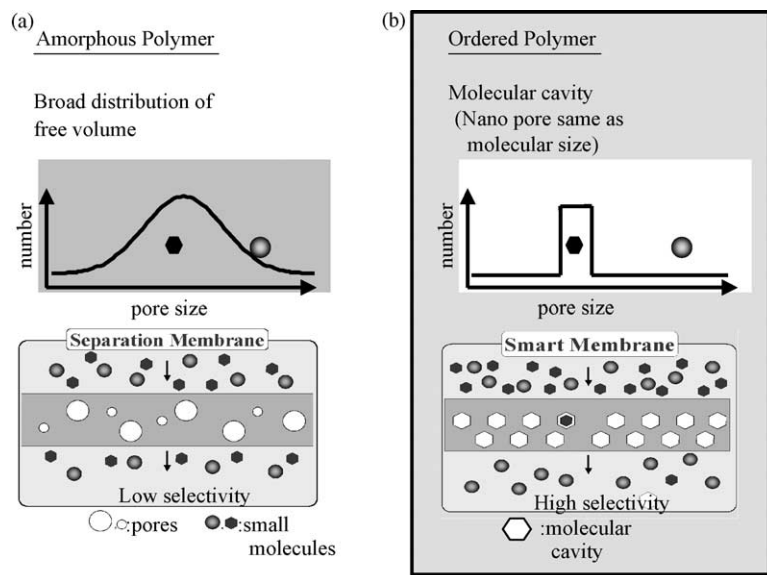 (a)
Amorphous Polymer
Broad distribution of
free volume
number
pore size
Separation Membrane
Low selectivity
:pores
:small
molecules
(b)
Ordered Polymer
Molecular cavity
(Nano pore same as
molecular size)
number
pore size
Smart Membrane
High selectivity
:molecular
cavity